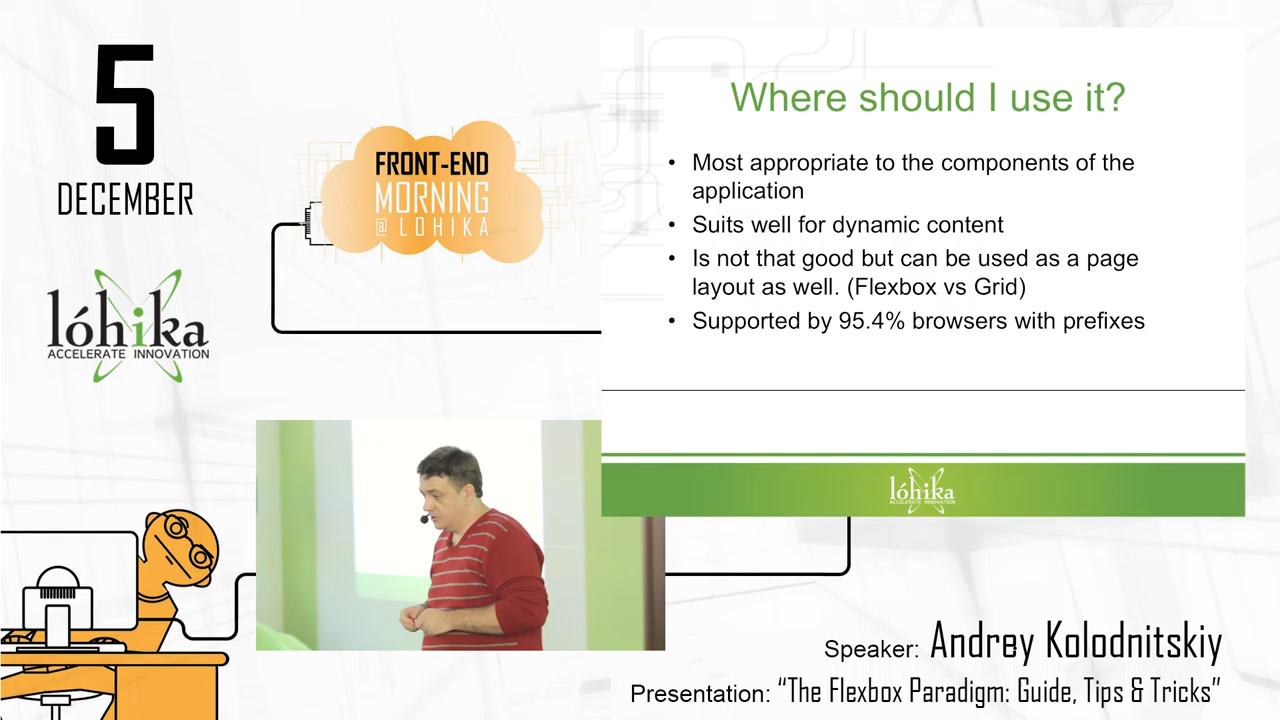 5
DECEMBER
lóhika
ACCELERATE INNOVATION
FRONT-END
MORNING
@ LOHIKA
Where should I use it?
• Most appropriate to the components of the
application
• Suits well for dynamic content
• Is not that good but can be used as a page
layout as well. (Flexbox vs Grid)
• Supported by 95.4% browsers with prefixes
lóhika
ACCELERATE INNOVATION
Speaker: Andrey Kolodnitskiy
Presentation: “The Flexbox Paradigm: Guide, Tips & Tricks”